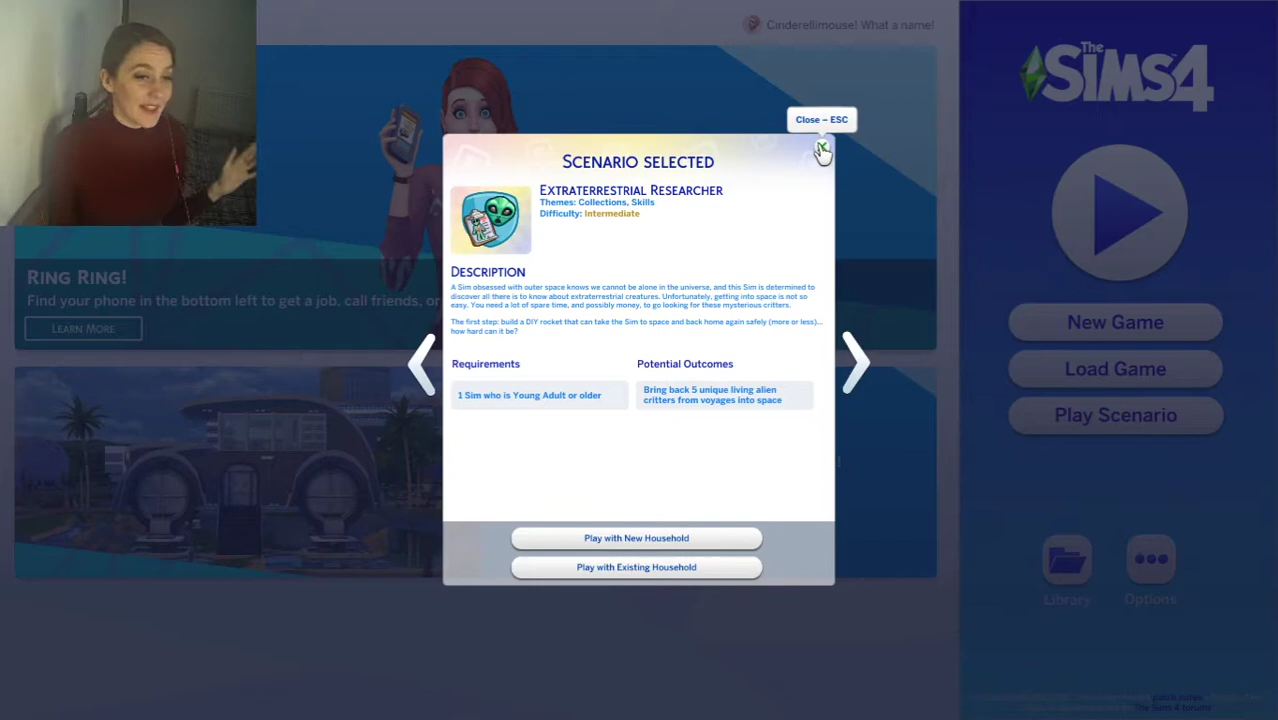 Cinderellimouse! What a name!
The
SiMS4
Close – ESC
Scenario selected
Extraterrestrial Researcher
Themes: Collections, Skills
Difficulty: Intermediate
Description
A Sim obsessed with outer space knows we cannot be alone in the universe, and this Sim is determined to
discover all there is to know about extraterrestrial creatures. Unfortunately, getting into space is not so
easy. You need a lot of spare time, and possibly money, to go looking for these mysterious critters.
The first step: build a DIY rocket that can take the Sim to space and back home again safely (more or less)...
how hard can it be?
Requirements
Potential Outcomes
1 Sim who is Young Adult or older
Bring back 5 unique living alien
critters from voyages into space
Play with New Household
Play with Existing Household
Ring Ring!
Find your phone in the bottom left to get a job, call friends, or
Learn More
New Game
Load Game
Play Scenario
Library
Options
patch notes
The Sims 4 forums